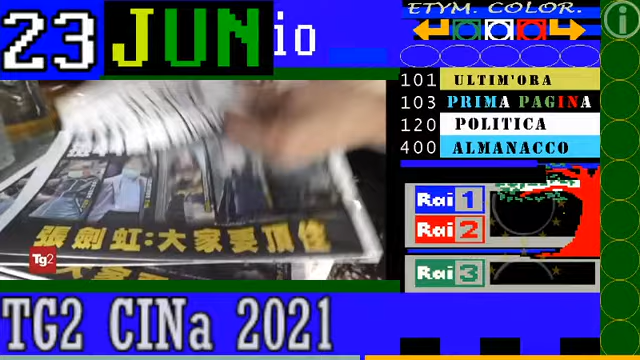 23 JUNio
ETYM. COLOR.
i
101 ULTIM'ORA
103 PRIMA PAGINA
120 POLITICA
400 ALMANACCO
Rai 1
Rai 2
Rai 3
張劍虹:大家要頂住
Tg2
TG2 CINa 2021